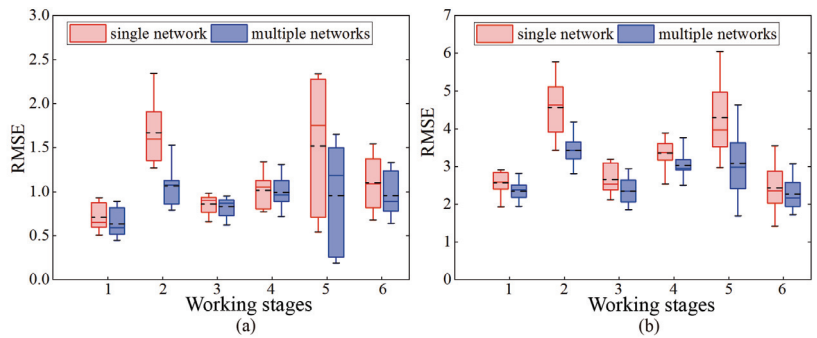 single network multiple networks
RMSE
3.0
2.5
2.0
1.5
1.0
0.5
0.0
1 2 3 4 5 6
Working stages
(a)
single network multiple networks
RMSE
7
6
5
4
3
2
1
0
1 2 3 4 5 6
Working stages
(b)